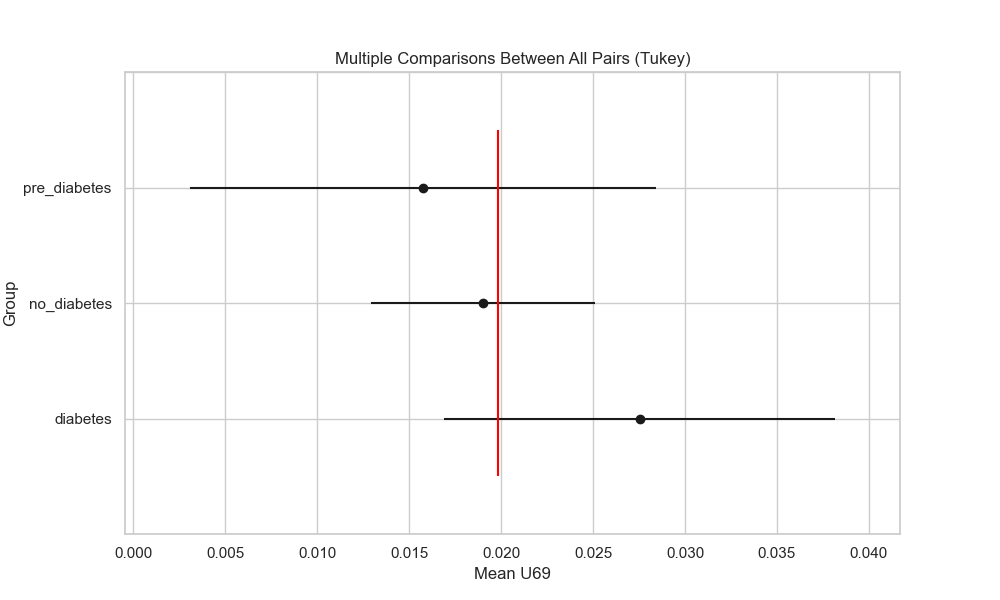 Multiple Comparisons Between All Pairs (Tukey)
pre_diabetes
no_diabetes
diabetes
Group
0.000 0.005 0.010 0.015 0.020 0.025 0.030 0.035 0.040
Mean U69